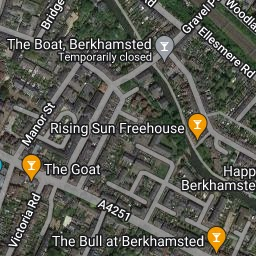 Bridge
Gravel p
Woodla
Ellesmere Rd
The Boat, Berkhamsted
Temporarily closed
Manor St
Rising Sun Freehouse
The Goat
Happ
Berkhamste
Victoria Rd
A4251
The Bull at Berkhamsted